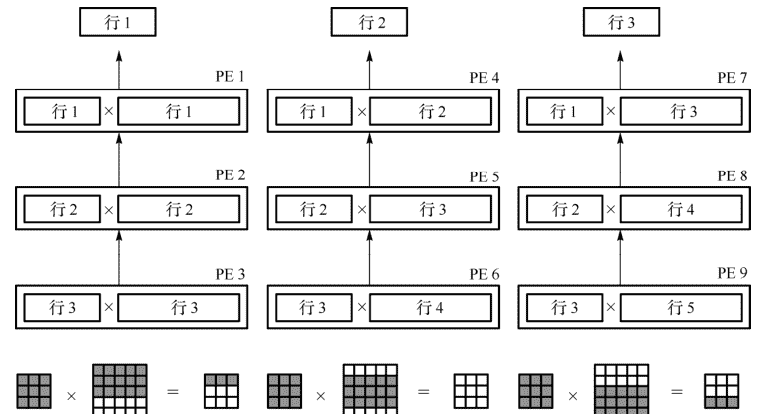 行1 行2 行3
PE 1 PE 4 PE 7
行1 × 行1 行1 × 行2 行1 × 行3
PE 2 PE 5 PE 8
行2 × 行2 行2 × 行3 行2 × 行4
PE 3 PE 6 PE 9
行3 × 行3 行3 × 行4 行3 × 行5
× = × = × =